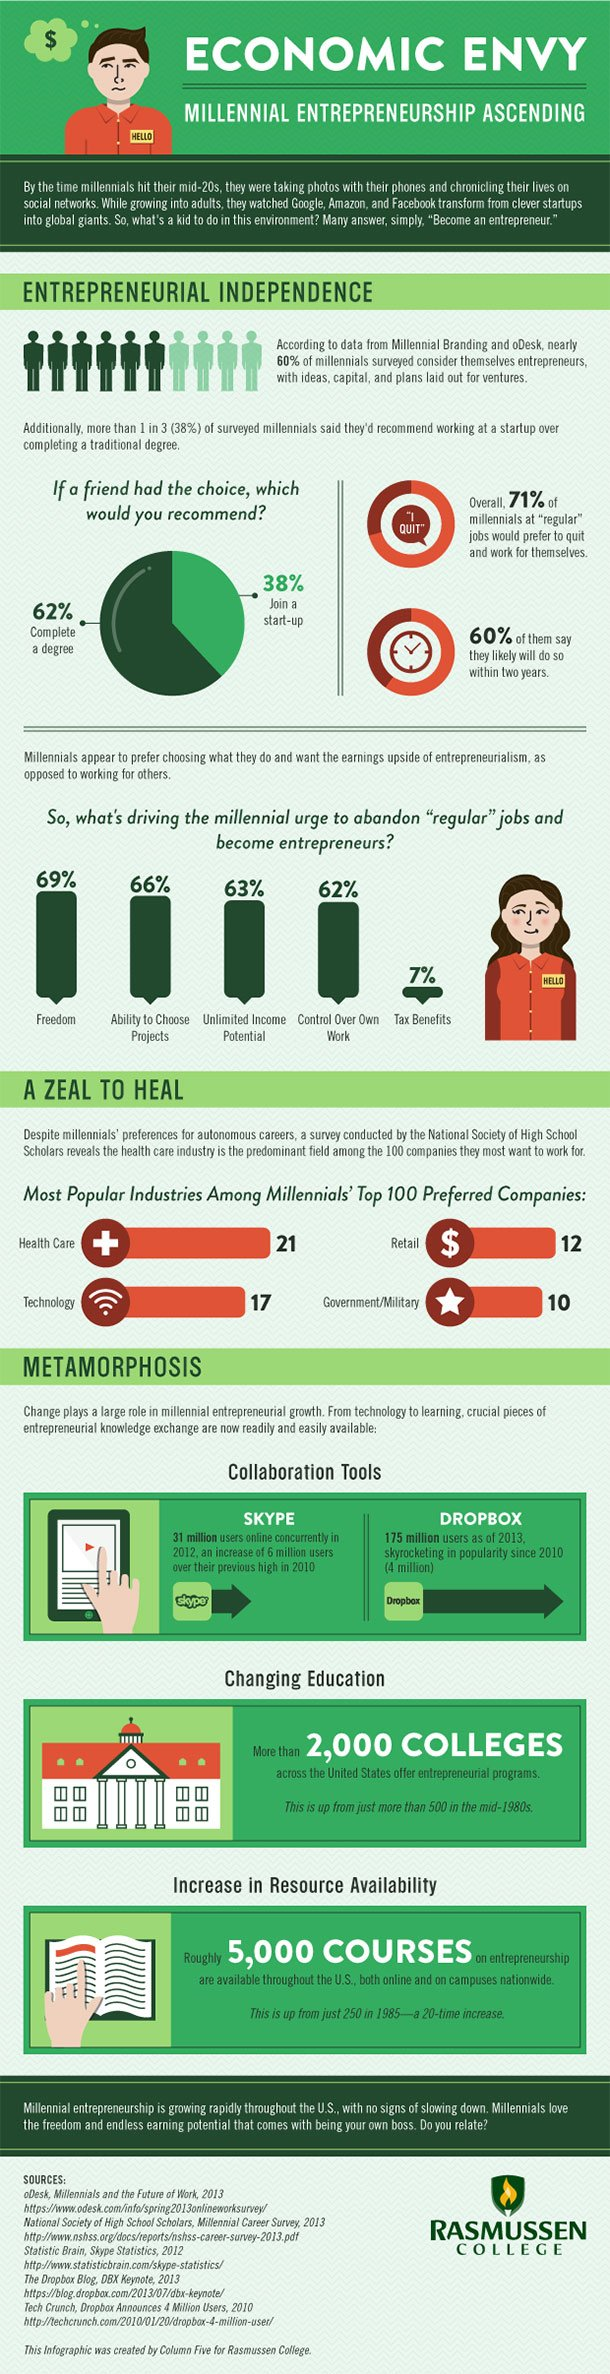 $
HELLO
ECONOMIC ENVY
MILLENNIAL ENTREPRENEURSHIP ASCENDING
By the time millennials hit their mid-20s, they were taking photos with their phones and chronicling their lives on
social networks. While growing into adults, they watched Google, Amazon, and Facebook transform from clever startups
into global giants. So, what's a kid to do in this environment? Many answer, simply, “Become an entrepreneur.”
ENTREPRENEURIAL INDEPENDENCE
According to data from Millennial Branding and oDesk, nearly
60% of millennials surveyed consider themselves entrepreneurs,
with ideas, capital, and plans laid out for ventures.
Additionally, more than 1 in 3 (38%) of surveyed millennials said they'd recommend working at a startup over
completing a traditional degree.
If a friend had the choice, which
would you recommend?
62%
Complete
a degree
38%
Join a
start-up
“I
QUIT”
Overall, 71% of
millennials at “regular”
jobs would prefer to quit
and work for themselves.
60% of them say
they likely will do so
within two years.
Millennials appear to prefer choosing what they do and want the earnings upside of entrepreneurialism, as
opposed to working for others.
So, what's driving the millennial urge to abandon “regular” jobs and
become entrepreneurs?
69%
66%
63%
62%
7%
Freedom
Ability to Choose
Projects
Unlimited Income
Potential
Control Over Own
Work
Tax Benefits
HELLO
A ZEAL TO HEAL
Despite millennials' preferences for autonomous careers, a survey conducted by the National Society of High School
Scholars reveals the health care industry is the predominant field among the 100 companies they most want to work for.
Most Popular Industries Among Millennials' Top 100 Preferred Companies:
Health Care 21
Retail $ 12
Technology 17
Government/Military 10
METAMORPHOSIS
Change plays a large role in millennial entrepreneurial growth. From technology to learning, crucial pieces of
entrepreneurial knowledge exchange are now readily and easily available:
Collaboration Tools
SKYPE
31 million users online concurrently in
2012, an increase of 6 million users
over their previous high in 2010
skype
DROPBOX
175 million users as of 2013,
skyrocketing in popularity since 2010
(4 million)
Dropbox
Changing Education
More than 2,000 COLLEGES
across the United States offer entrepreneurial programs.
This is up from just more than 500 in the mid-1980s.
Increase in Resource Availability
Roughly 5,000 COURSES on entrepreneurship
are available throughout the U.S., both online and on campuses nationwide.
This is up from just 250 in 1985—a 20-time increase.
Millennial entrepreneurship is growing rapidly throughout the U.S., with no signs of slowing down. Millennials love
the freedom and endless earning potential that comes with being your own boss. Do you relate?
SOURCES:
oDesk, Millennials and the Future of Work, 2013
https://www.odesk.com/info/spring2013onlineworksurvey/
National Society of High School Scholars, Millennial Career Survey, 2013
http://www.nshss.org/docs/reports/nshss-career-survey-2013.pdf
Statistic Brain, Skype Statistics, 2012
http://www.statisticbrain.com/skype-statistics/
The Dropbox Blog, DBX Keynote, 2013
https://blog.dropbox.com/2013/07/dbx-keynote/
Tech Crunch, Dropbox Announces 4 Million Users, 2010
http://techcrunch.com/2010/01/20/dropbox-4-million-user/
This Infographic was created by Column Five for Rasmussen College.
RASMUSSEN
COLLEGE